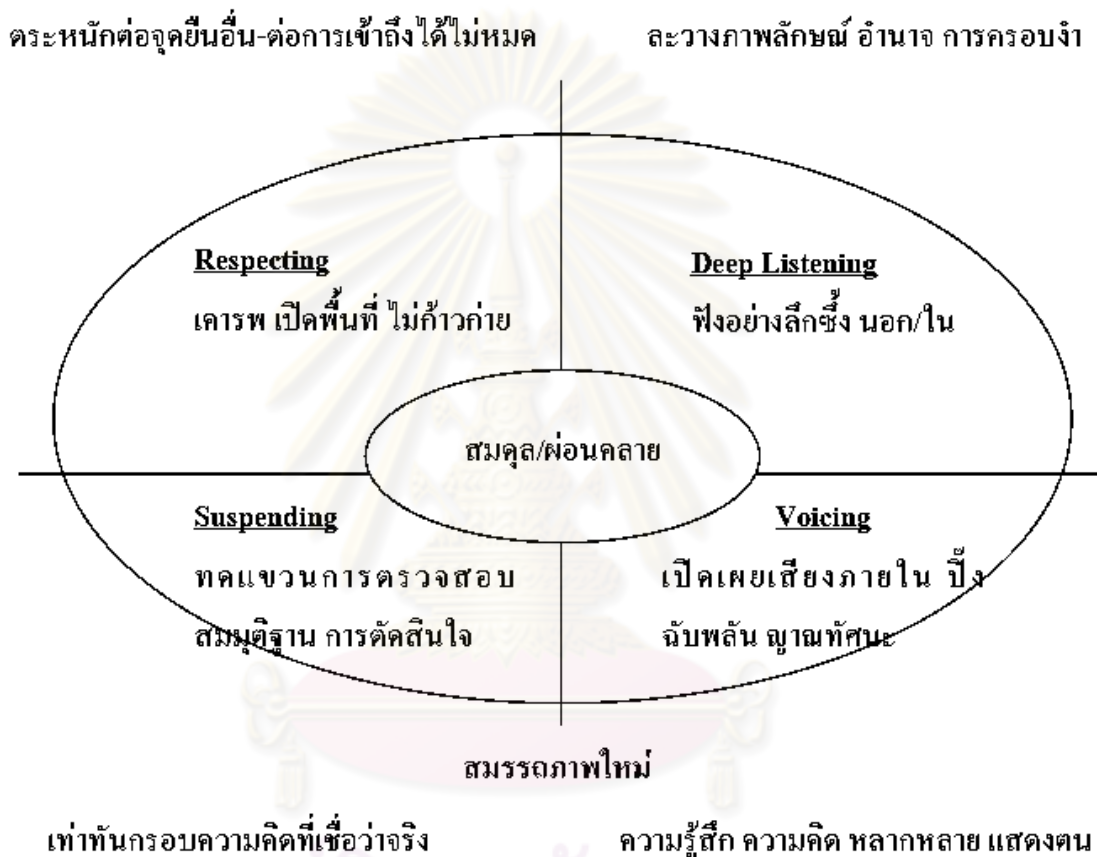 ตระหนักต่อจุดยืนอื่น-ต่อการเข้าถึงได้ไม่หมด
ละวางภาพลักษณ์ อำนาจ การครอบงำ
Respecting
เคารพ เปิดพื้นที่ ไม่ก้าวก่าย
Deep Listening
ฟังอย่างลึกซึ้ง นอก/ใน
สมดุล/ผ่อนคลาย
Suspending
ทดแขวนการตรวจสอบ
สมมุติฐาน การตัดสินใจ
Voicing
เปิดเผยเสียงภายใน ปิ๊ง
ฉับพลัน ญาณทัศนะ
สมรรถภาพใหม่
เท่าทันกรอบความคิดที่เชื่อว่าจริง
ความรู้สึก ความคิด หลากหลาย แสดงตน